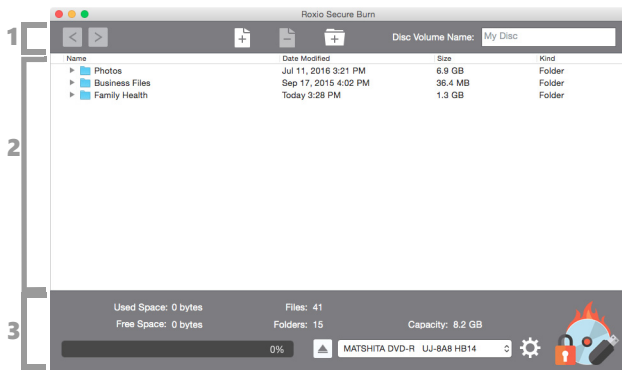 Roxio Secure Burn
1
Disc Volume Name: My Disc
Name Date Modified Size Kind
Photos Jul 11, 2016 3:21 PM 6.9 GB Folder
Business Files Sep 17, 2015 4:02 PM 36.4 MB Folder
Family Health Today 3:28 PM 1.3 GB Folder
2
Used Space: 0 bytes Files: 41
Free Space: 0 bytes Folders: 15 Capacity: 8.2 GB
3
0% MATSHITA DVD-R UJ-8A8 HB14